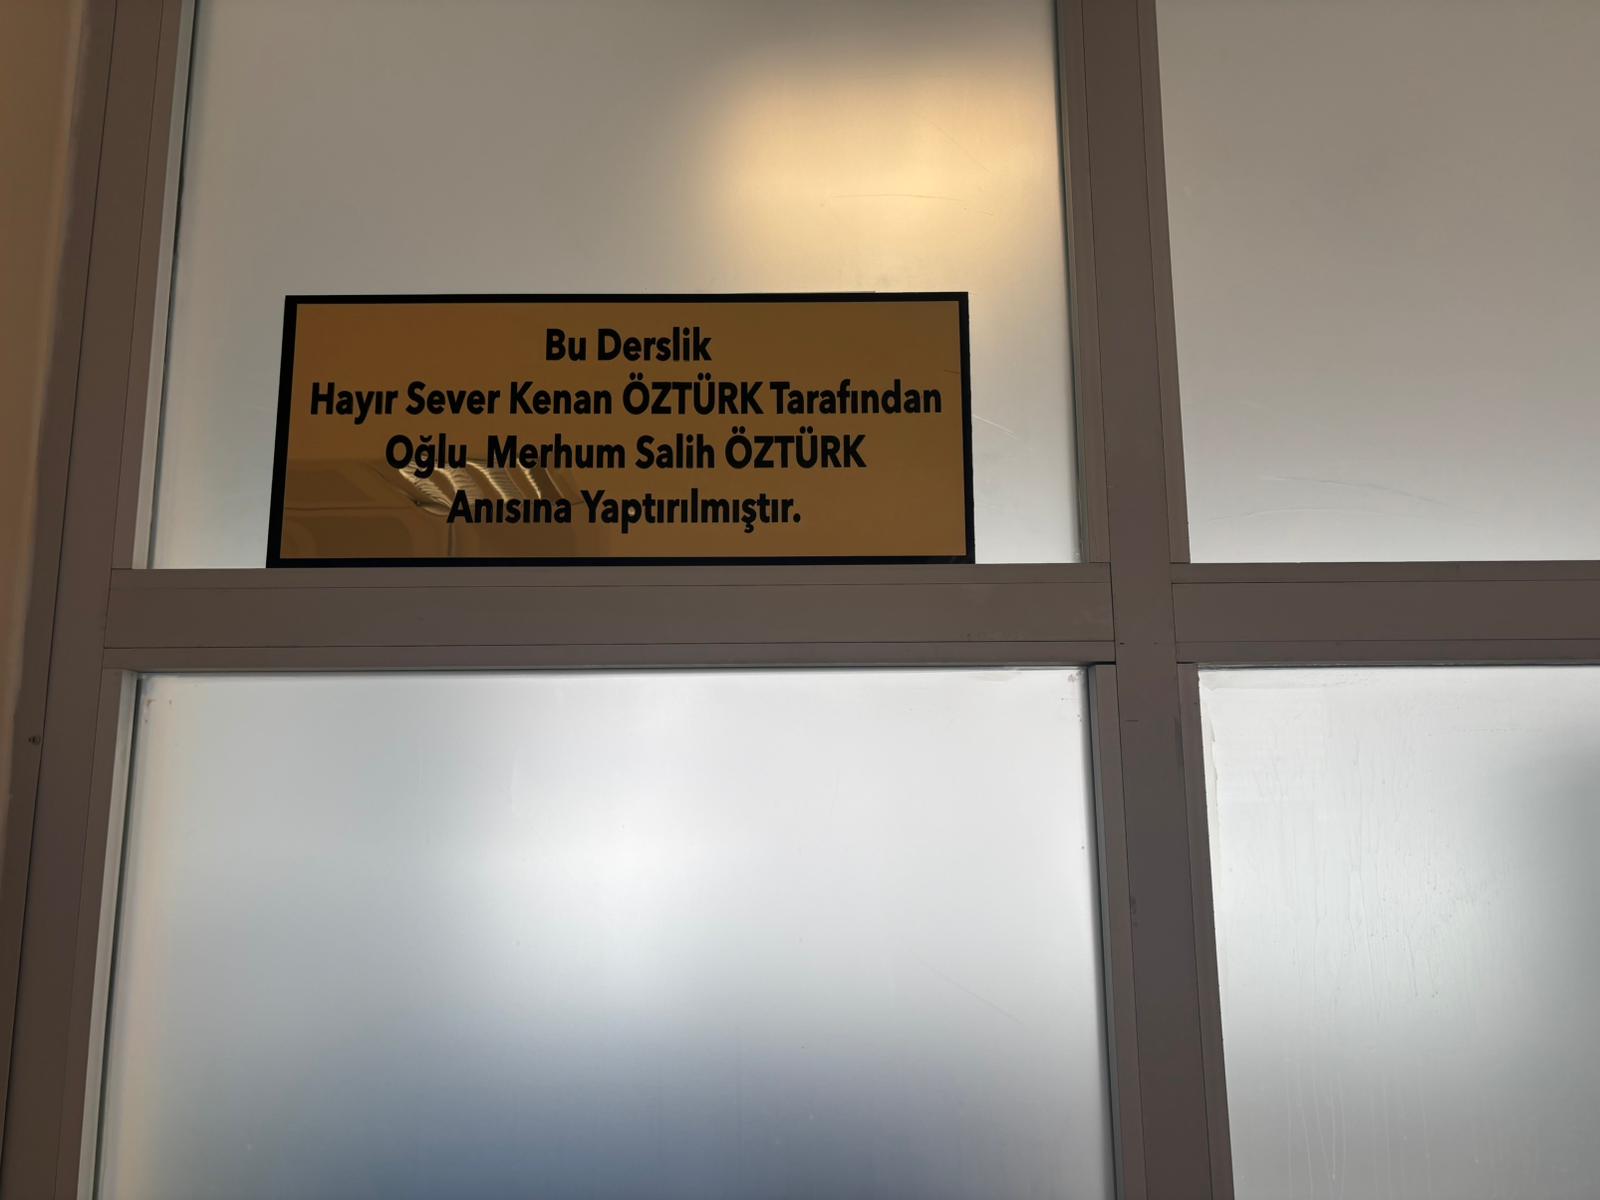 Bu Derslik
Hayır Sever Kenan ÖZTÜRK Tarafından
Oğlu Merhum Salih ÖZTÜRK
Anısına Yaptırılmıştır.